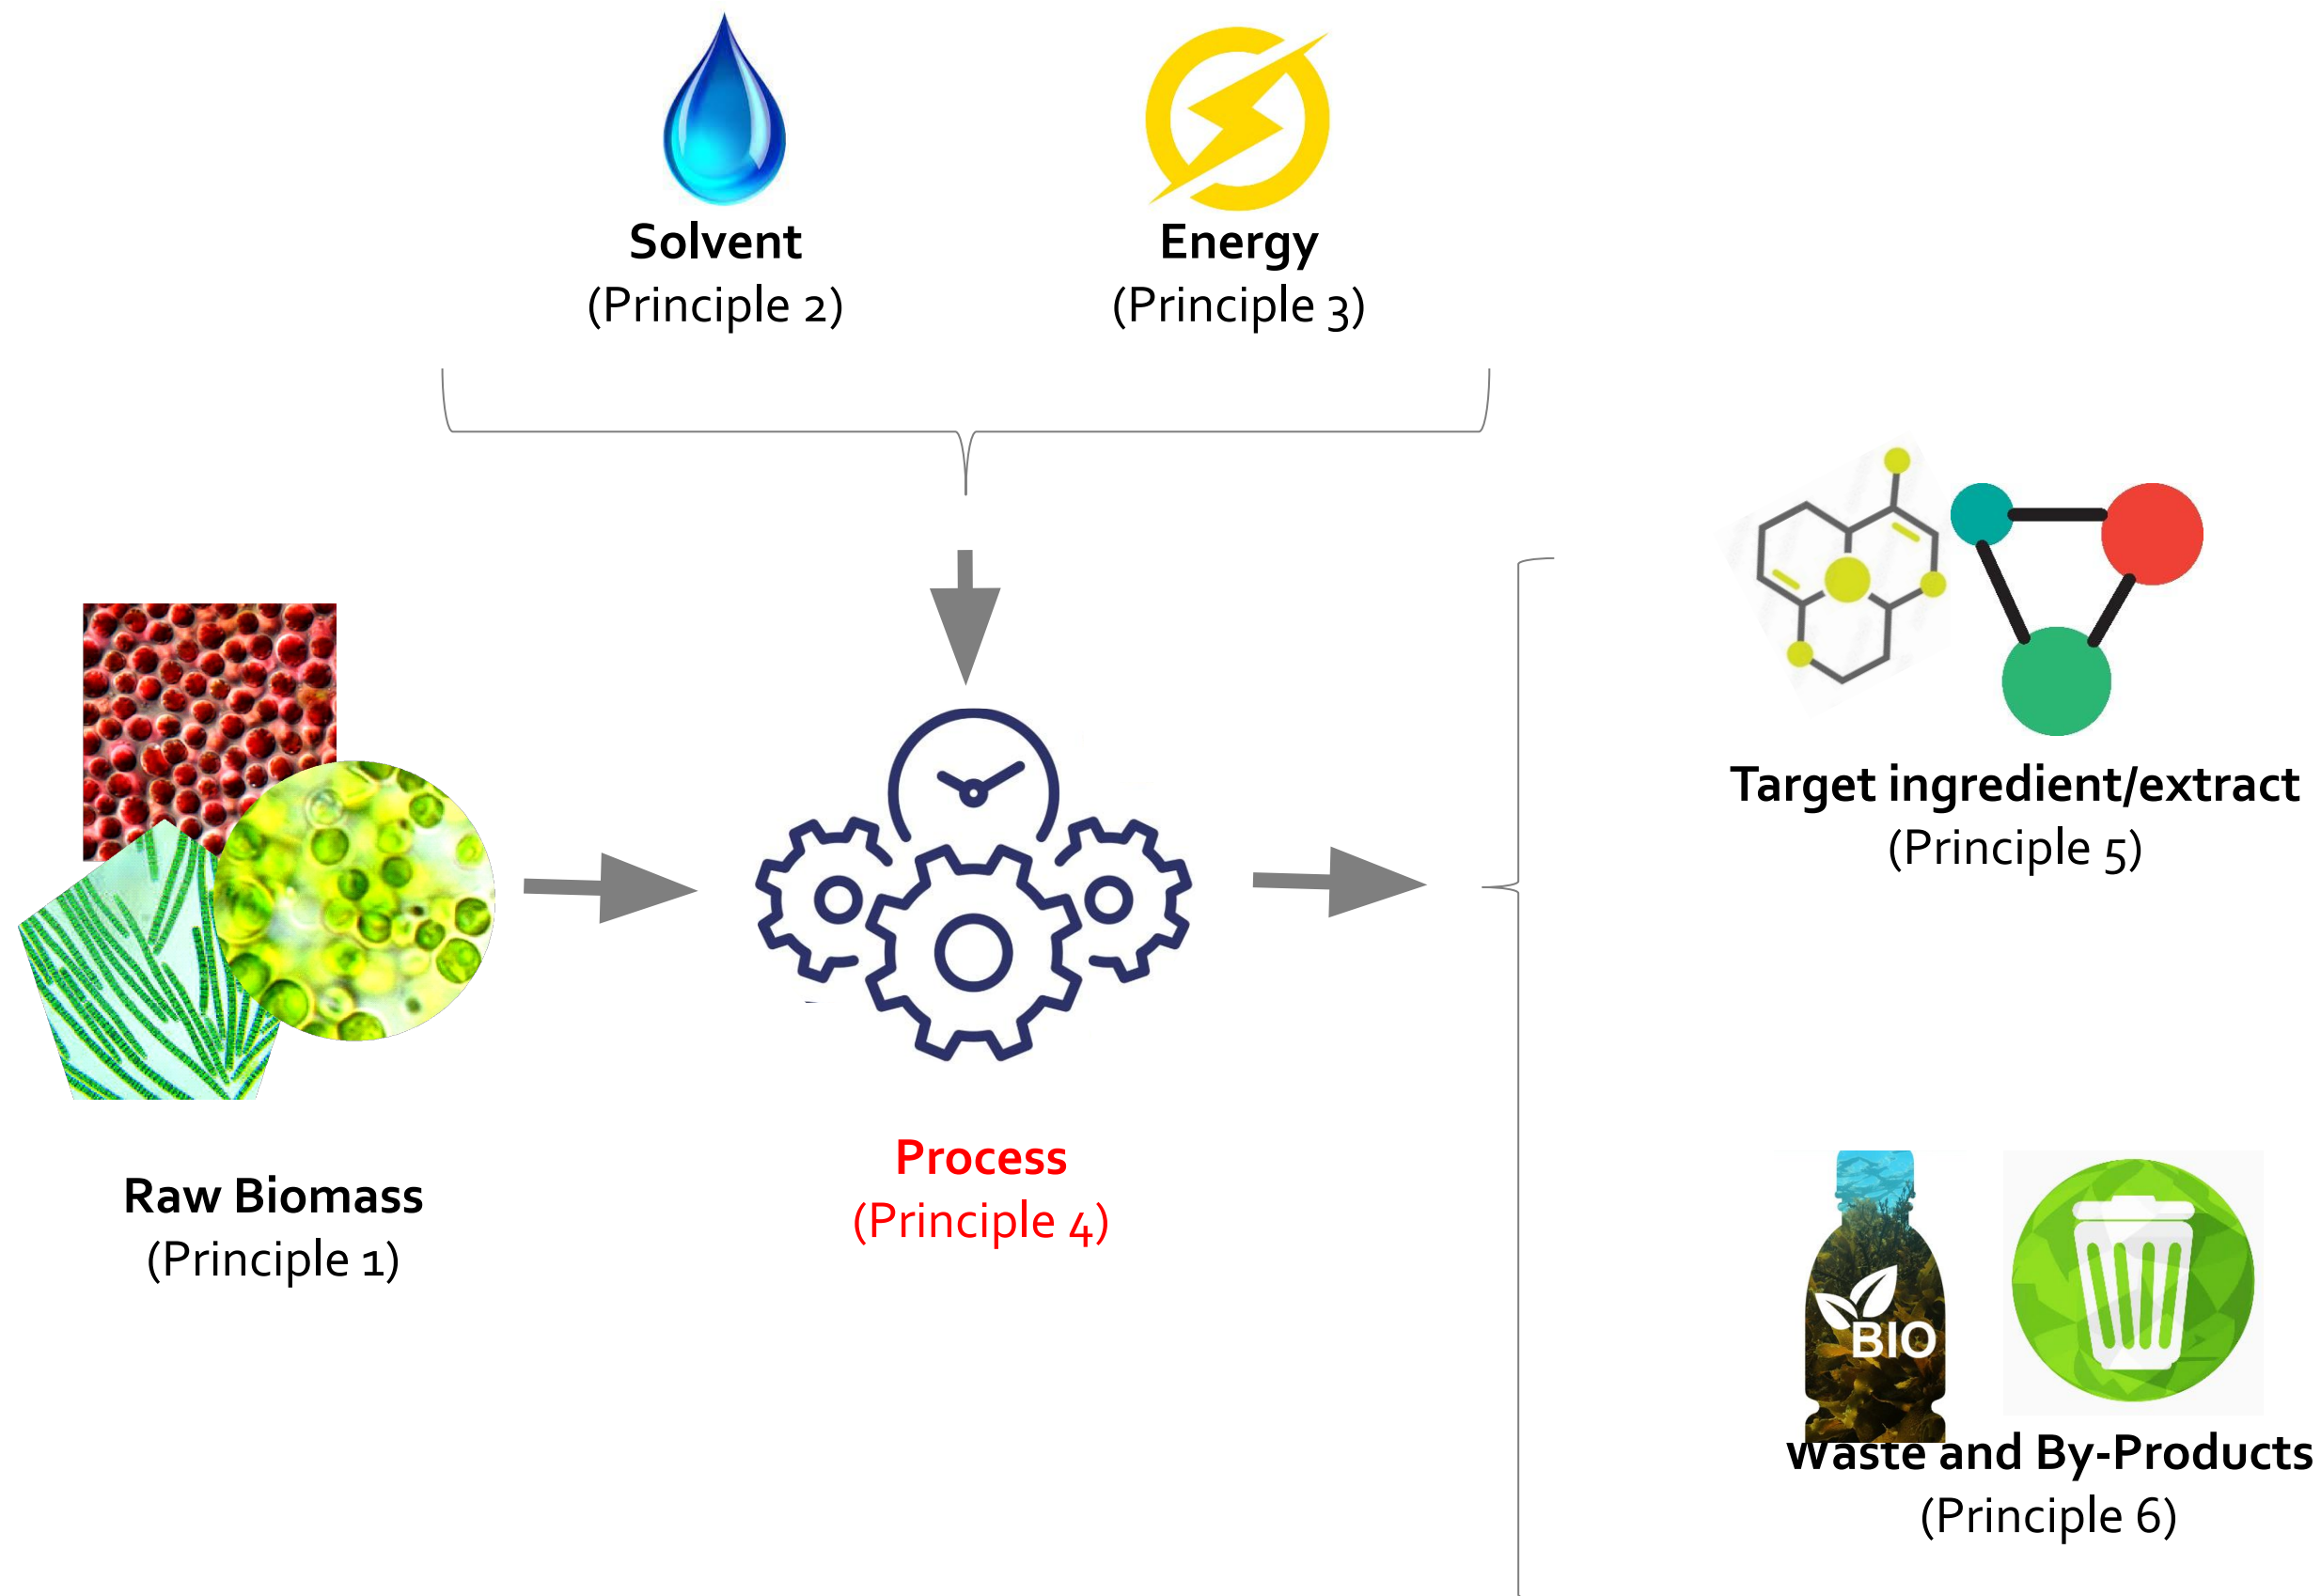 Solvent
(Principle 2)
Energy
(Principle 3)
Target ingredient/extract
(Principle 5)
Raw Biomass
(Principle 1)
Process
(Principle 4)
BIO
Waste and By-Products
(Principle 6)